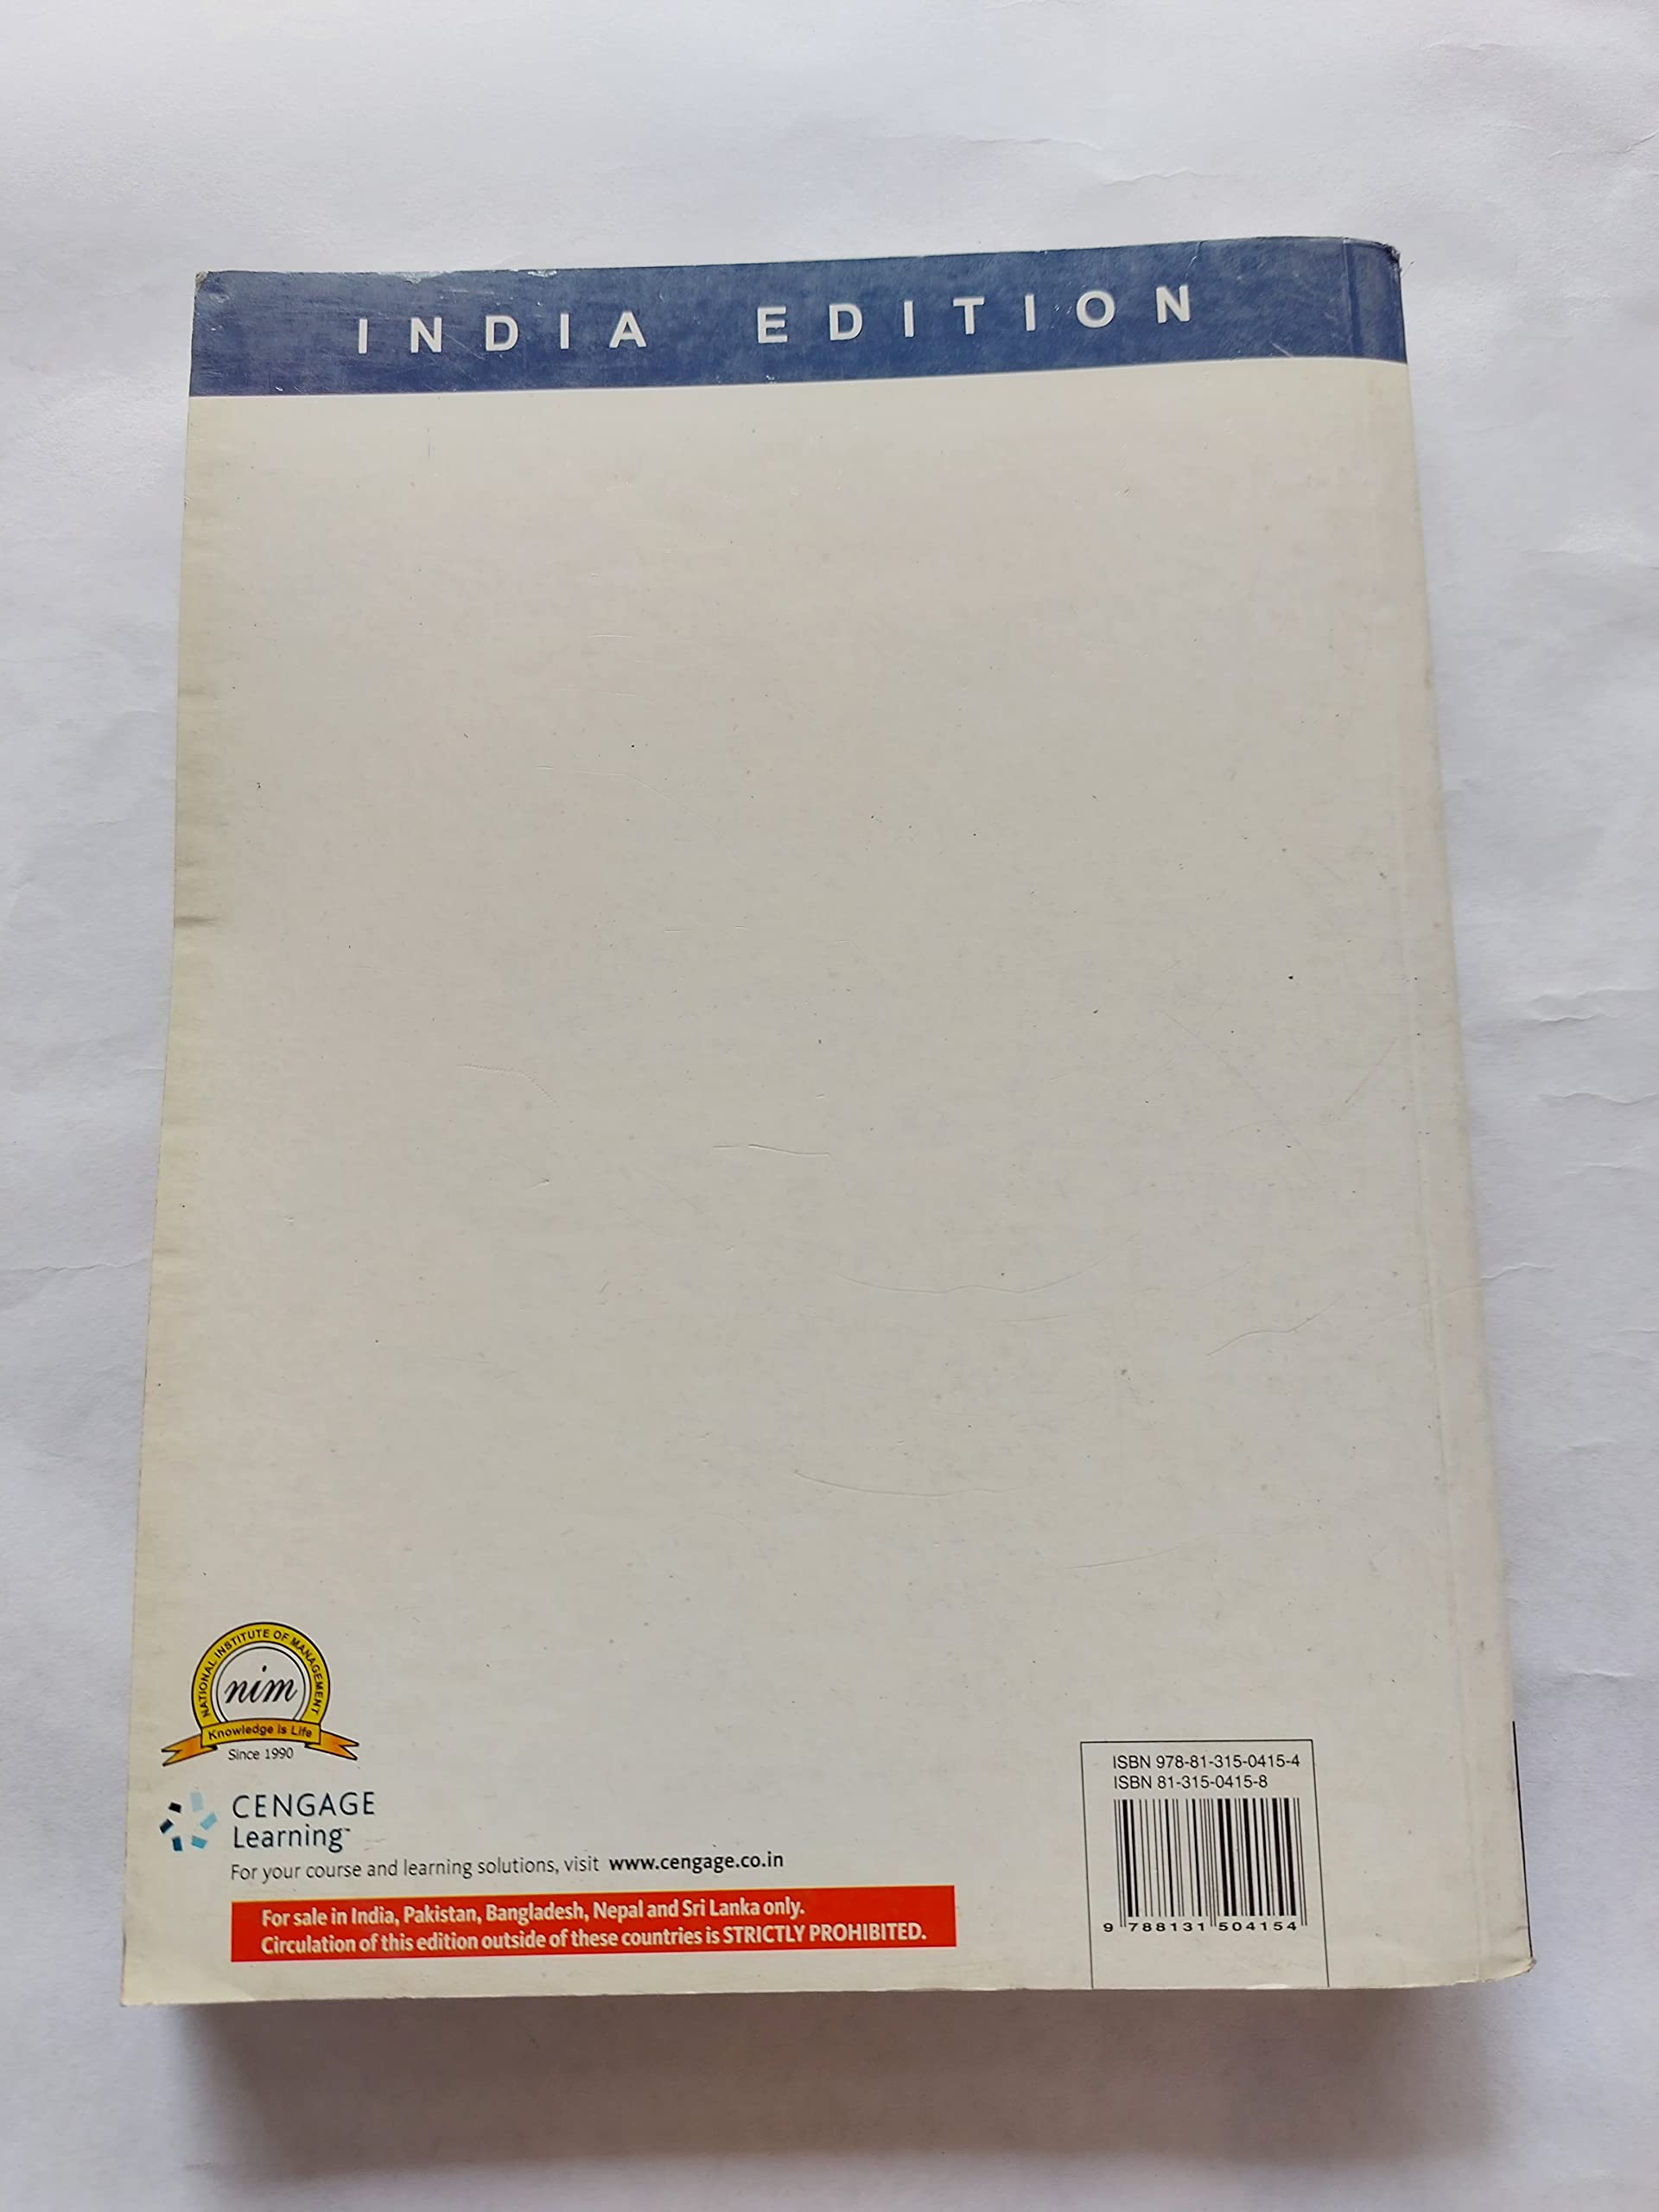 INDIA EDITION
NATIONAL INSTITUTE OF MANAGEMENT
nim
Knowledge is Life
Since 1990
CENGAGE
Learning™
For your course and learning solutions, visit www.cengage.co.in
For sale in India, Pakistan, Bangladesh, Nepal and Sri Lanka only.
Circulation of this edition outside of these countries is STRICTLY PROHIBITED.
ISBN 978-81-315-0415-4
ISBN 81-315-0415-8
9 788131 504154